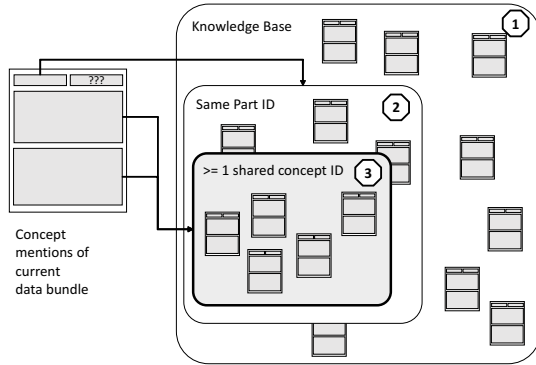 Knowledge Base
1
???
Same Part ID
2
>= 1 shared concept ID
3
Concept
mentions of
current
data bundle